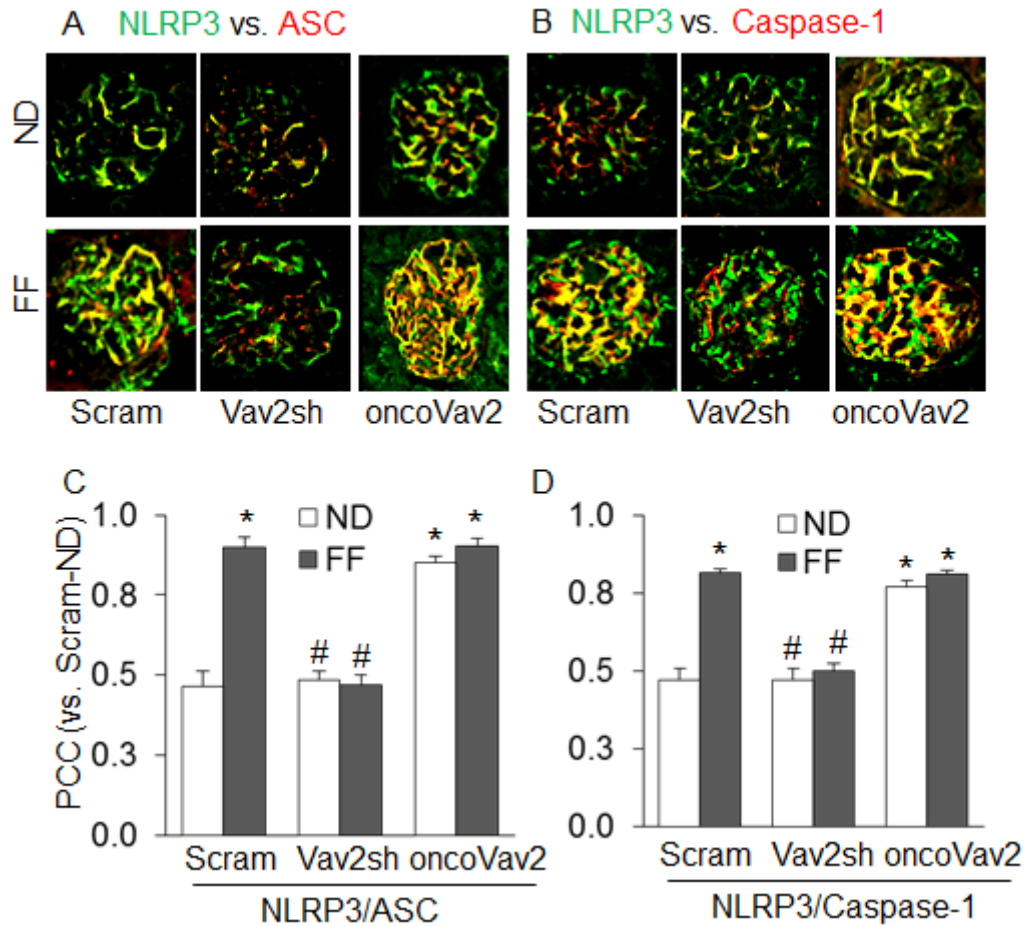 A NLRP3 vs. ASC
B NLRP3 vs. Caspase-1
ND
FF
Scram Vav2sh oncoVav2 Scram Vav2sh oncoVav2
C
PCC (vs. Scram-ND)
1.0
0.8
0.5
0.3
0.0
* * *
# #
ND
FF
Scram Vav2sh oncoVav2
NLRP3/ASC
D
1.0
0.8
0.5
0.3
0.0
* * *
# #
ND
FF
Scram Vav2sh oncoVav2
NLRP3/Caspase-1